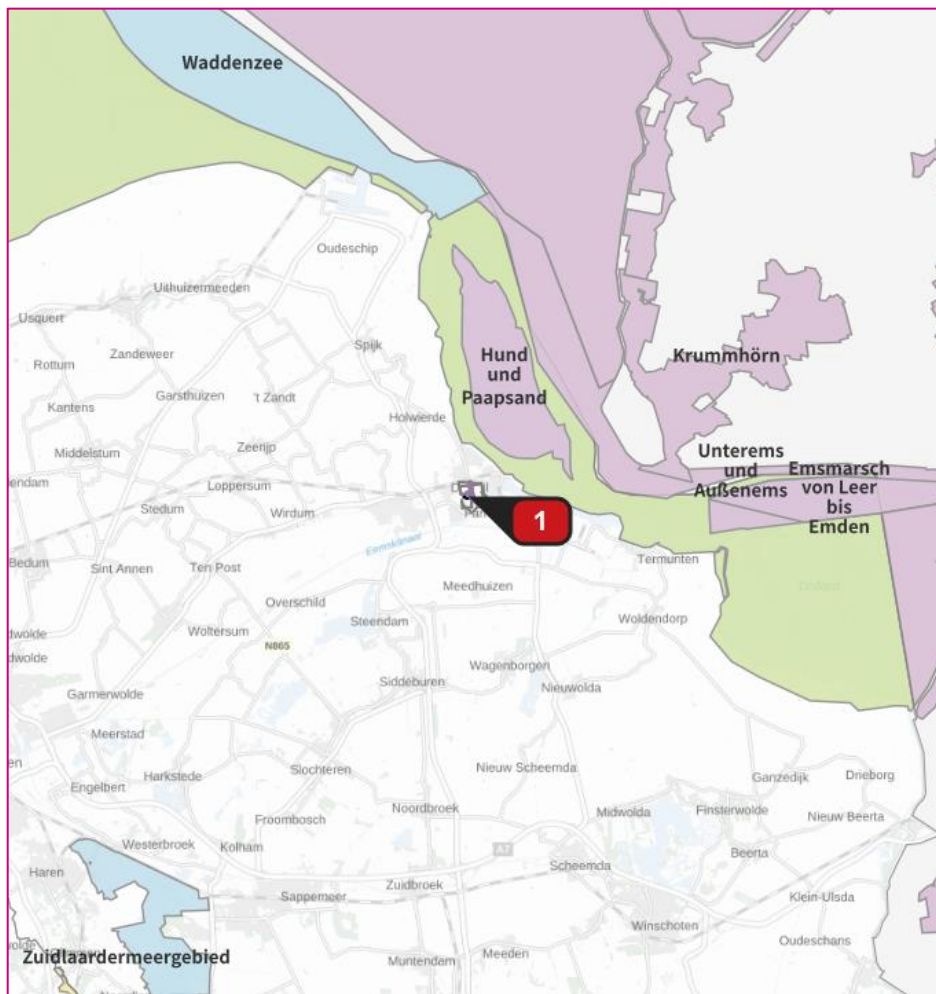 Waddenzee
Oudeschip
Uithuizermeeden
Usquert
Zandeweer
Spijk
Rottum
Hund
und
Paapsand
Krummhörn
Garsthuizen
't Zandt
Kantens
Holwierde
Zeerijp
Middelstum
Unterems
und
Außenems
Emsmarsch
von Leer
bis
Emden
Loppersum
Stedum
Wirdum
1
Eemskanaal
Bedum
Sint Annen
Ten Post
Meedhuizen
Termunten
Overschild
Steendam
Woldendorp
Woltersum
N865
Wagenborgen
Siddeburen
Nieuwolda
Garmerwolde
Meerstad
Slochteren
Nieuw Scheemda
Harkstede
Engelbert
Ganzedijk
Drieborg
Noordbroek
Midwolda
Finsterwolde
Nieuw Beerta
Froombosch
Westerbroek
Kolham
A7
Beerta
Haren
Scheemda
Zuidbroek
Sappemeer
Klein-Ulsda
Winschoten
Oudeschans
Zuidlaardermeergebied
Muntendam
Meeden